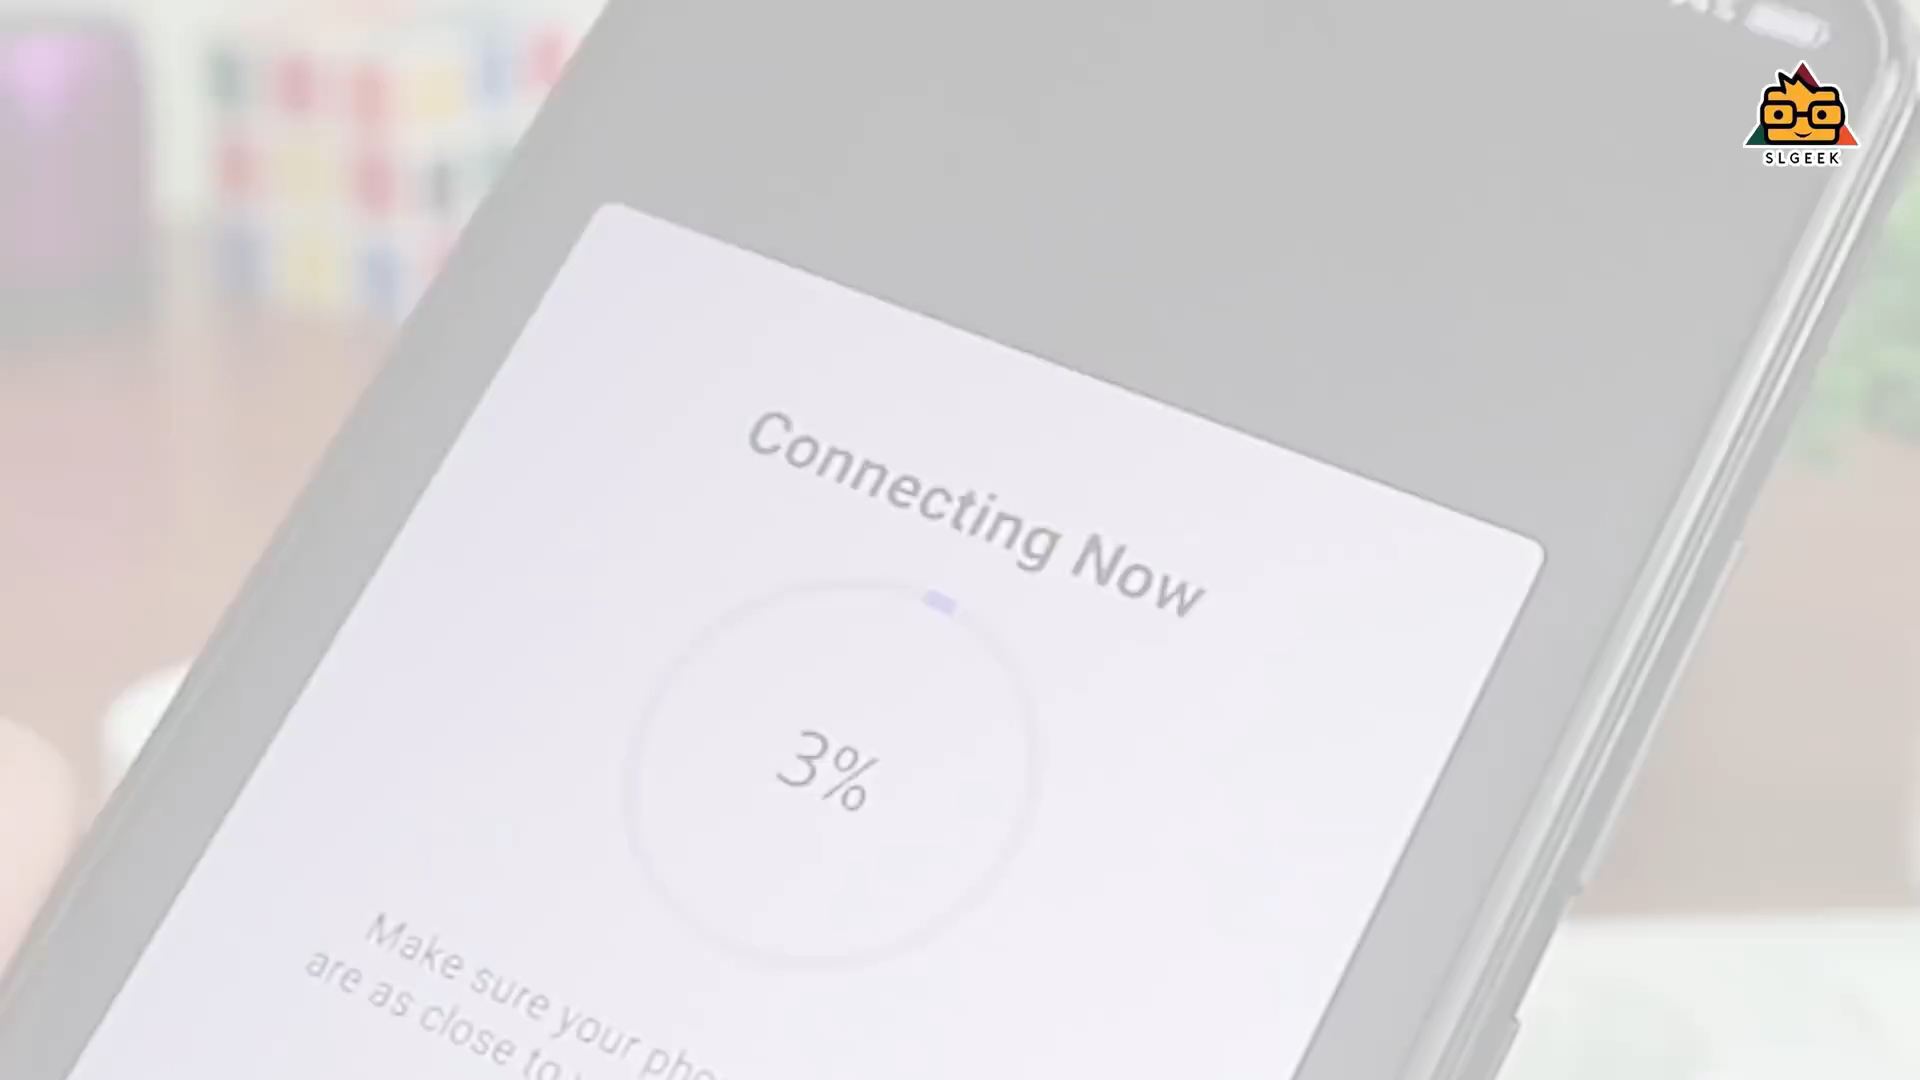 SLGEEK
Connecting Now
3%
Make sure your
are as close to